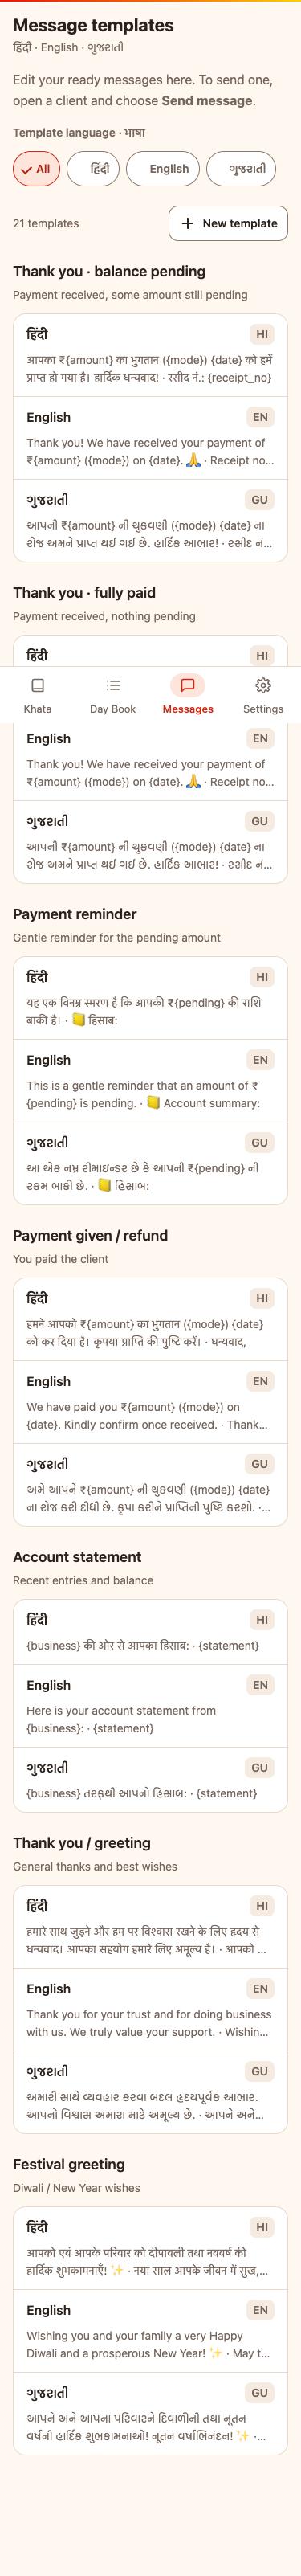 Message templates
हिंदी · English · ગુજરાતી
Edit your ready messages here. To send one,
open a client and choose Send message.
Template language · भाषा
All
हिंदी
English
ગુજરાતી
21 templates
New template
Thank you · balance pending
Payment received, some amount still pending
हिंदी
HI
आपका ₹{amount} का भुगतान ({mode}) {date} को हमें
प्राप्त हो गया है। हार्दिक धन्यवाद! · रसीद नं.: {receipt_no}
English
EN
Thank you! We have received your payment of
₹{amount} ({mode}) on {date}. 🙏 · Receipt no...
ગુજરાતી
GU
આપની ₹{amount} ની ચુકવણી ({mode}) {date} ના
રોજ અમને પ્રાપ્ત થઈ ગઈ છે. હાર્દિક આભાર! · રસીદ નં...
Thank you · fully paid
Payment received, nothing pending
हिंदी
HI
Khata
Day Book
Messages
Settings
English
EN
Thank you! We have received your payment of
₹{amount} ({mode}) on {date}. 🙏 · Receipt no...
ગુજરાતી
GU
આપની ₹{amount} ની ચુકવણી ({mode}) {date} ના
રોજ અમને પ્રાપ્ત થઈ ગઈ છે. હાર્દિક આભાર! · રસીદ નં...
Payment reminder
Gentle reminder for the pending amount
हिंदी
HI
यह एक विनम्र स्मरण है कि आपकी ₹{pending} की राशि
बाकी है। · 📒 हिसाब:
English
EN
This is a gentle reminder that an amount of ₹
{pending} is pending. · 📒 Account summary:
ગુજરાતી
GU
આ એક નમ્ર રીમાઇન્ડર છે કે આપની ₹{pending} ની
રકમ બાકી છે. · 📒 હિસાબ:
Payment given / refund
You paid the client
हिंदी
HI
हमने आपको ₹{amount} का भुगतान ({mode}) {date}
को कर दिया है। कृपया प्राप्ति की पुष्टि करें। · धन्यवाद,
English
EN
We have paid you ₹{amount} ({mode}) on
{date}. Kindly confirm once received. · Thank...
ગુજરાતી
GU
અમે આપને ₹{amount} ની ચુકવણી ({mode}) {date}
ના રોજ કરી દીધી છે. કૃપા કરીને પ્રાપ્તિની પુષ્ટિ કરશો. ·...
Account statement
Recent entries and balance
हिंदी
HI
{business} की ओर से आपका हिसाब: · {statement}
English
EN
Here is your account statement from
{business}: · {statement}
ગુજરાતી
GU
{business} તરફથી આપનો હિસાબ: · {statement}
Thank you / greeting
General thanks and best wishes
हिंदी
HI
हमारे साथ जुड़ने और हम पर विश्वास रखने के लिए हृदय से
धन्यवाद। आपका सहयोग हमारे लिए अमूल्य है। · आपको ...
English
EN
Thank you for your trust and for doing business
with us. We truly value your support. · Wishin...
ગુજરાતી
GU
અમારી સાથે વ્યવહાર કરવા બદલ હૃદયપૂર્વક આભાર.
આપનો વિશ્વાસ અમારા માટે અમૂલ્ય છે. · આપને અને...
Festival greeting
Diwali / New Year wishes
हिंदी
HI
आपको एवं आपके परिवार को दीपावली तथा नववर्ष की
हार्दिक शुभकामनाएँ! ✨ · नया साल आपके जीवन में सुख,...
English
EN
Wishing you and your family a very Happy
Diwali and a prosperous New Year! ✨ · May t...
ગુજરાતી
GU
આપને અને આપના પરિવારને દિવાળીની તથા નૂતન
વર્ષની હાર્દિક શુભકામનાઓ! નૂતન વર્ષાભિનંદન! ✨ ·...